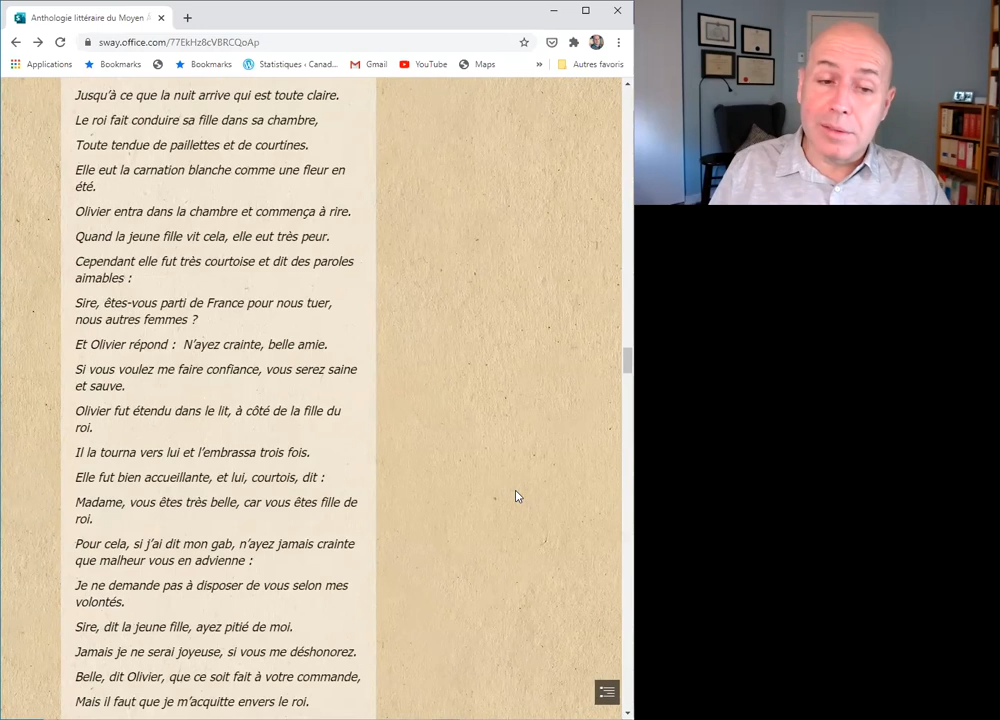 Anthologie littéraire du Moyen
sway.office.com/77EkHz8cVBRCQoAp
Applications Bookmarks Bookmarks Statistiques ‹ Canad... Gmail YouTube Maps » Autres favoris
Jusqu'à ce que la nuit arrive qui est toute claire.
Le roi fait conduire sa fille dans sa chambre,
Toute tendue de paillettes et de courtines.
Elle eut la carnation blanche comme une fleur en
été.
Olivier entra dans la chambre et commença à rire.
Quand la jeune fille vit cela, elle eut très peur.
Cependant elle fut très courtoise et dit des paroles
aimables :
Sire, êtes-vous parti de France pour nous tuer,
nous autres femmes ?
Et Olivier répond : N'ayez crainte, belle amie.
Si vous voulez me faire confiance, vous serez saine
et sauve.
Olivier fut étendu dans le lit, à côté de la fille du
roi.
Il la tourna vers lui et l'embrassa trois fois.
Elle fut bien accueillante, et lui, courtois, dit :
Madame, vous êtes très belle, car vous êtes fille de
roi.
Pour cela, si j'ai dit mon gab, n'ayez jamais crainte
que malheur vous en advienne :
Je ne demande pas à disposer de vous selon mes
volontés.
Sire, dit la jeune fille, ayez pitié de moi.
Jamais je ne serai joyeuse, si vous me déshonorez.
Belle, dit Olivier, que ce soit fait à votre commande,
Mais il faut que je m'acquitte envers le roi.